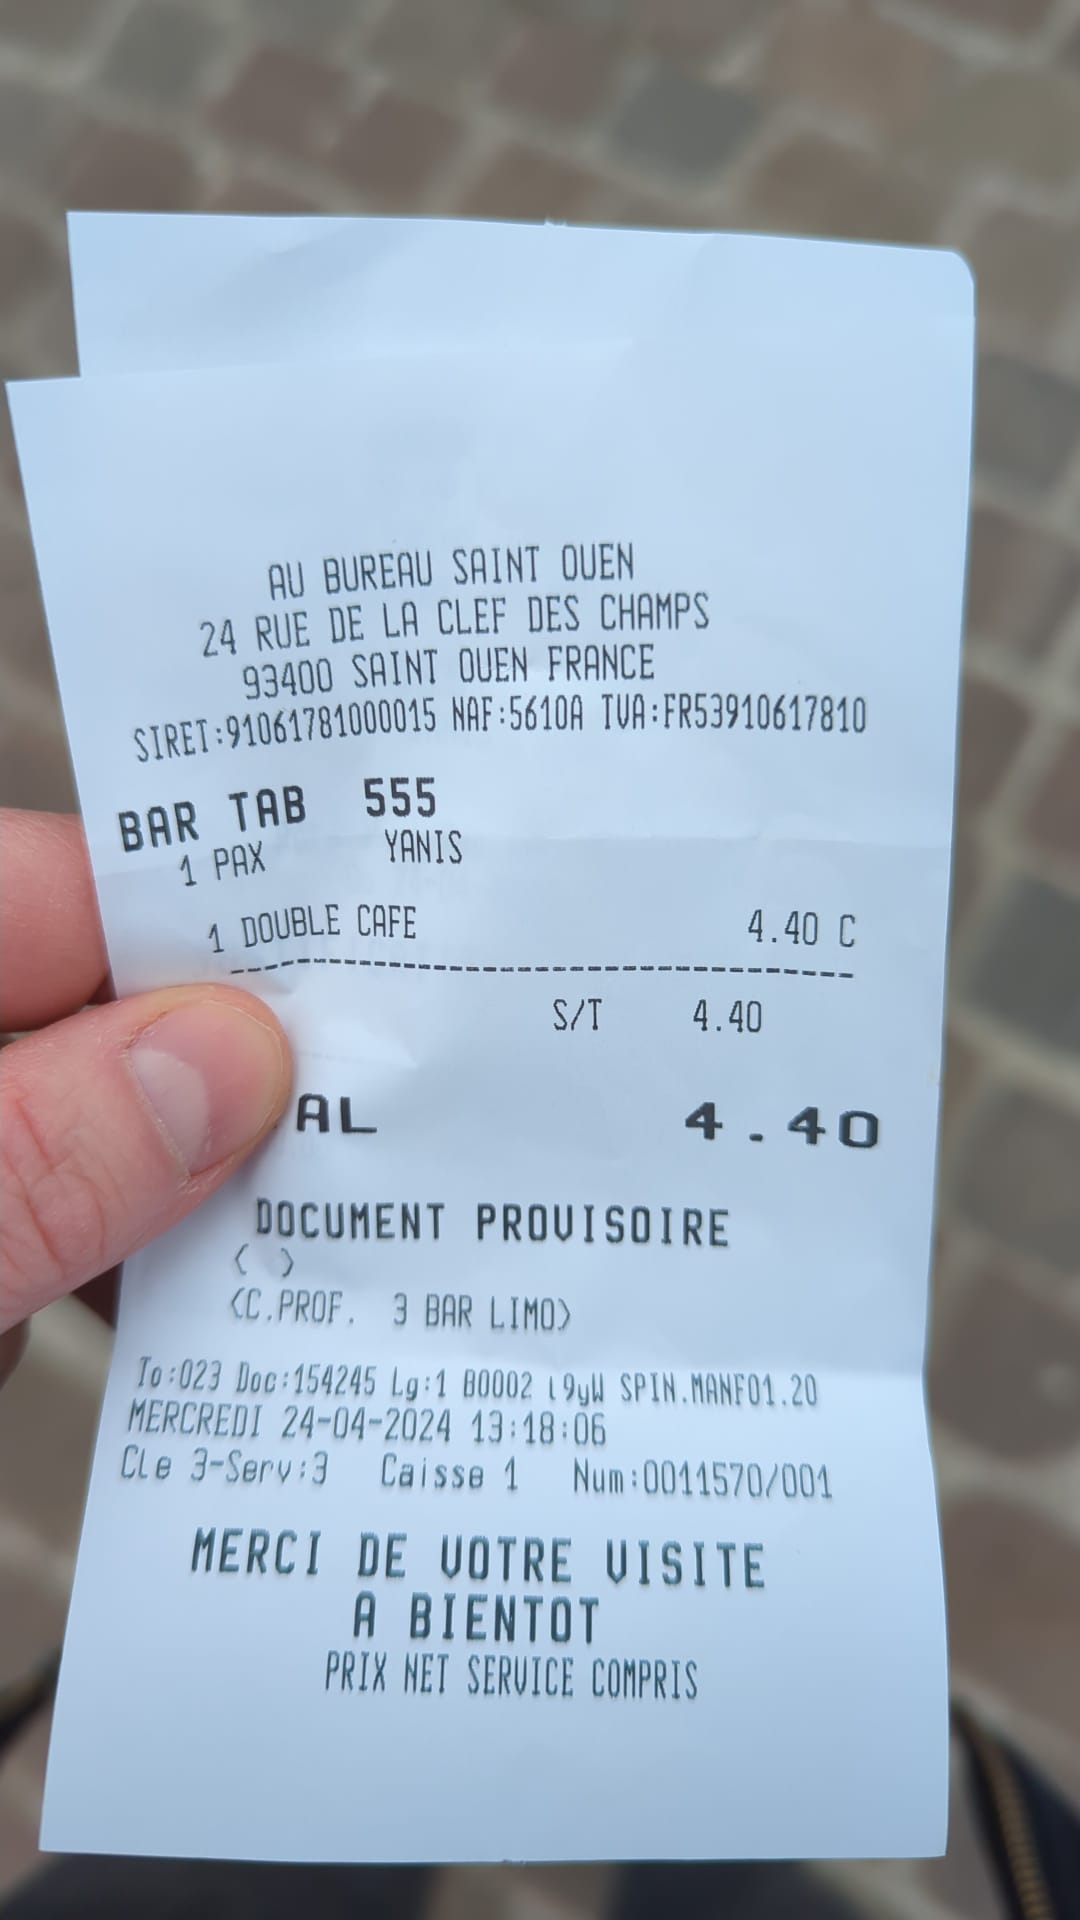 AU BUREAU SAINT OUEN
24 RUE DE LA CLEF DES CHAMPS
93400 SAINT OUEN FRANCE
SIRET:91061781000015 NAF:5610A TVA:FR53910617810
BAR TAB 555
1 PAX YANIS
1 DOUBLE CAFE 4.40 C
S/T 4.40
AL 4.40
DOCUMENT PROVISOIRE
( )
(C.PROF. 3 BAR LIMO)
To:023 Doc:154245 Lg:1 B0002 l9yW SPIN.MANF01.20
MERCREDI 24-04-2024 13:18:06
Cle 3-Serv:3 Caisse 1 Num:0011570/001
MERCI DE VOTRE VISITE
A BIENTOT
PRIX NET SERVICE COMPRIS